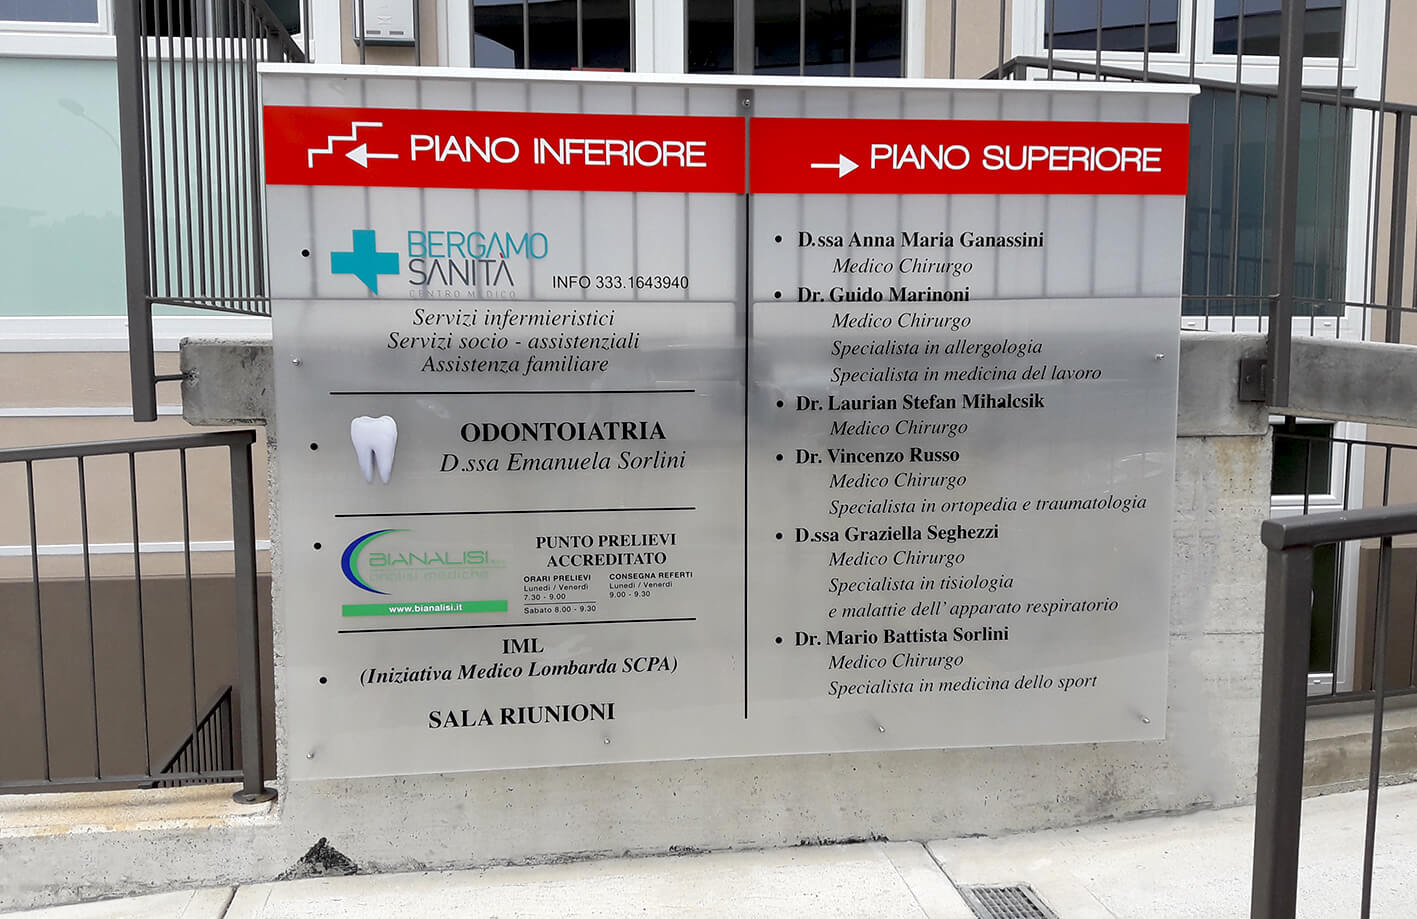 PIANO INFERIORE
BERGAMO
SANITÀ
CENTRO MEDICO
INFO 333.1643940
Servizi infermieristici
Servizi socio - assistenziali
Assistenza familiare
ODONTOIATRIA
D.ssa Emanuela Sorlini
BIANALISI
analisi mediche
www.bianalisi.it
PUNTO PRELIEVI
ACCREDITATO
ORARI PRELIEVI
Lunedì / Venerdì
7.30 - 9.00
Sabato 8.00 - 9.30
CONSEGNA REFERTI
Lunedì / Venerdì
9.00 - 9.30
IML
(Iniziativa Medico Lombarda SCPA)
SALA RIUNIONI
PIANO SUPERIORE
• D.ssa Anna Maria Ganassini
Medico Chirurgo
• Dr. Guido Marinoni
Medico Chirurgo
Specialista in allergologia
Specialista in medicina del lavoro
• Dr. Laurian Stefan Mihalcsik
Medico Chirurgo
• Dr. Vincenzo Russo
Medico Chirurgo
Specialista in ortopedia e traumatologia
• D.ssa Graziella Seghezzi
Medico Chirurgo
Specialista in tisiologia
e malattie dell' apparato respiratorio
• Dr. Mario Battista Sorlini
Medico Chirurgo
Specialista in medicina dello sport